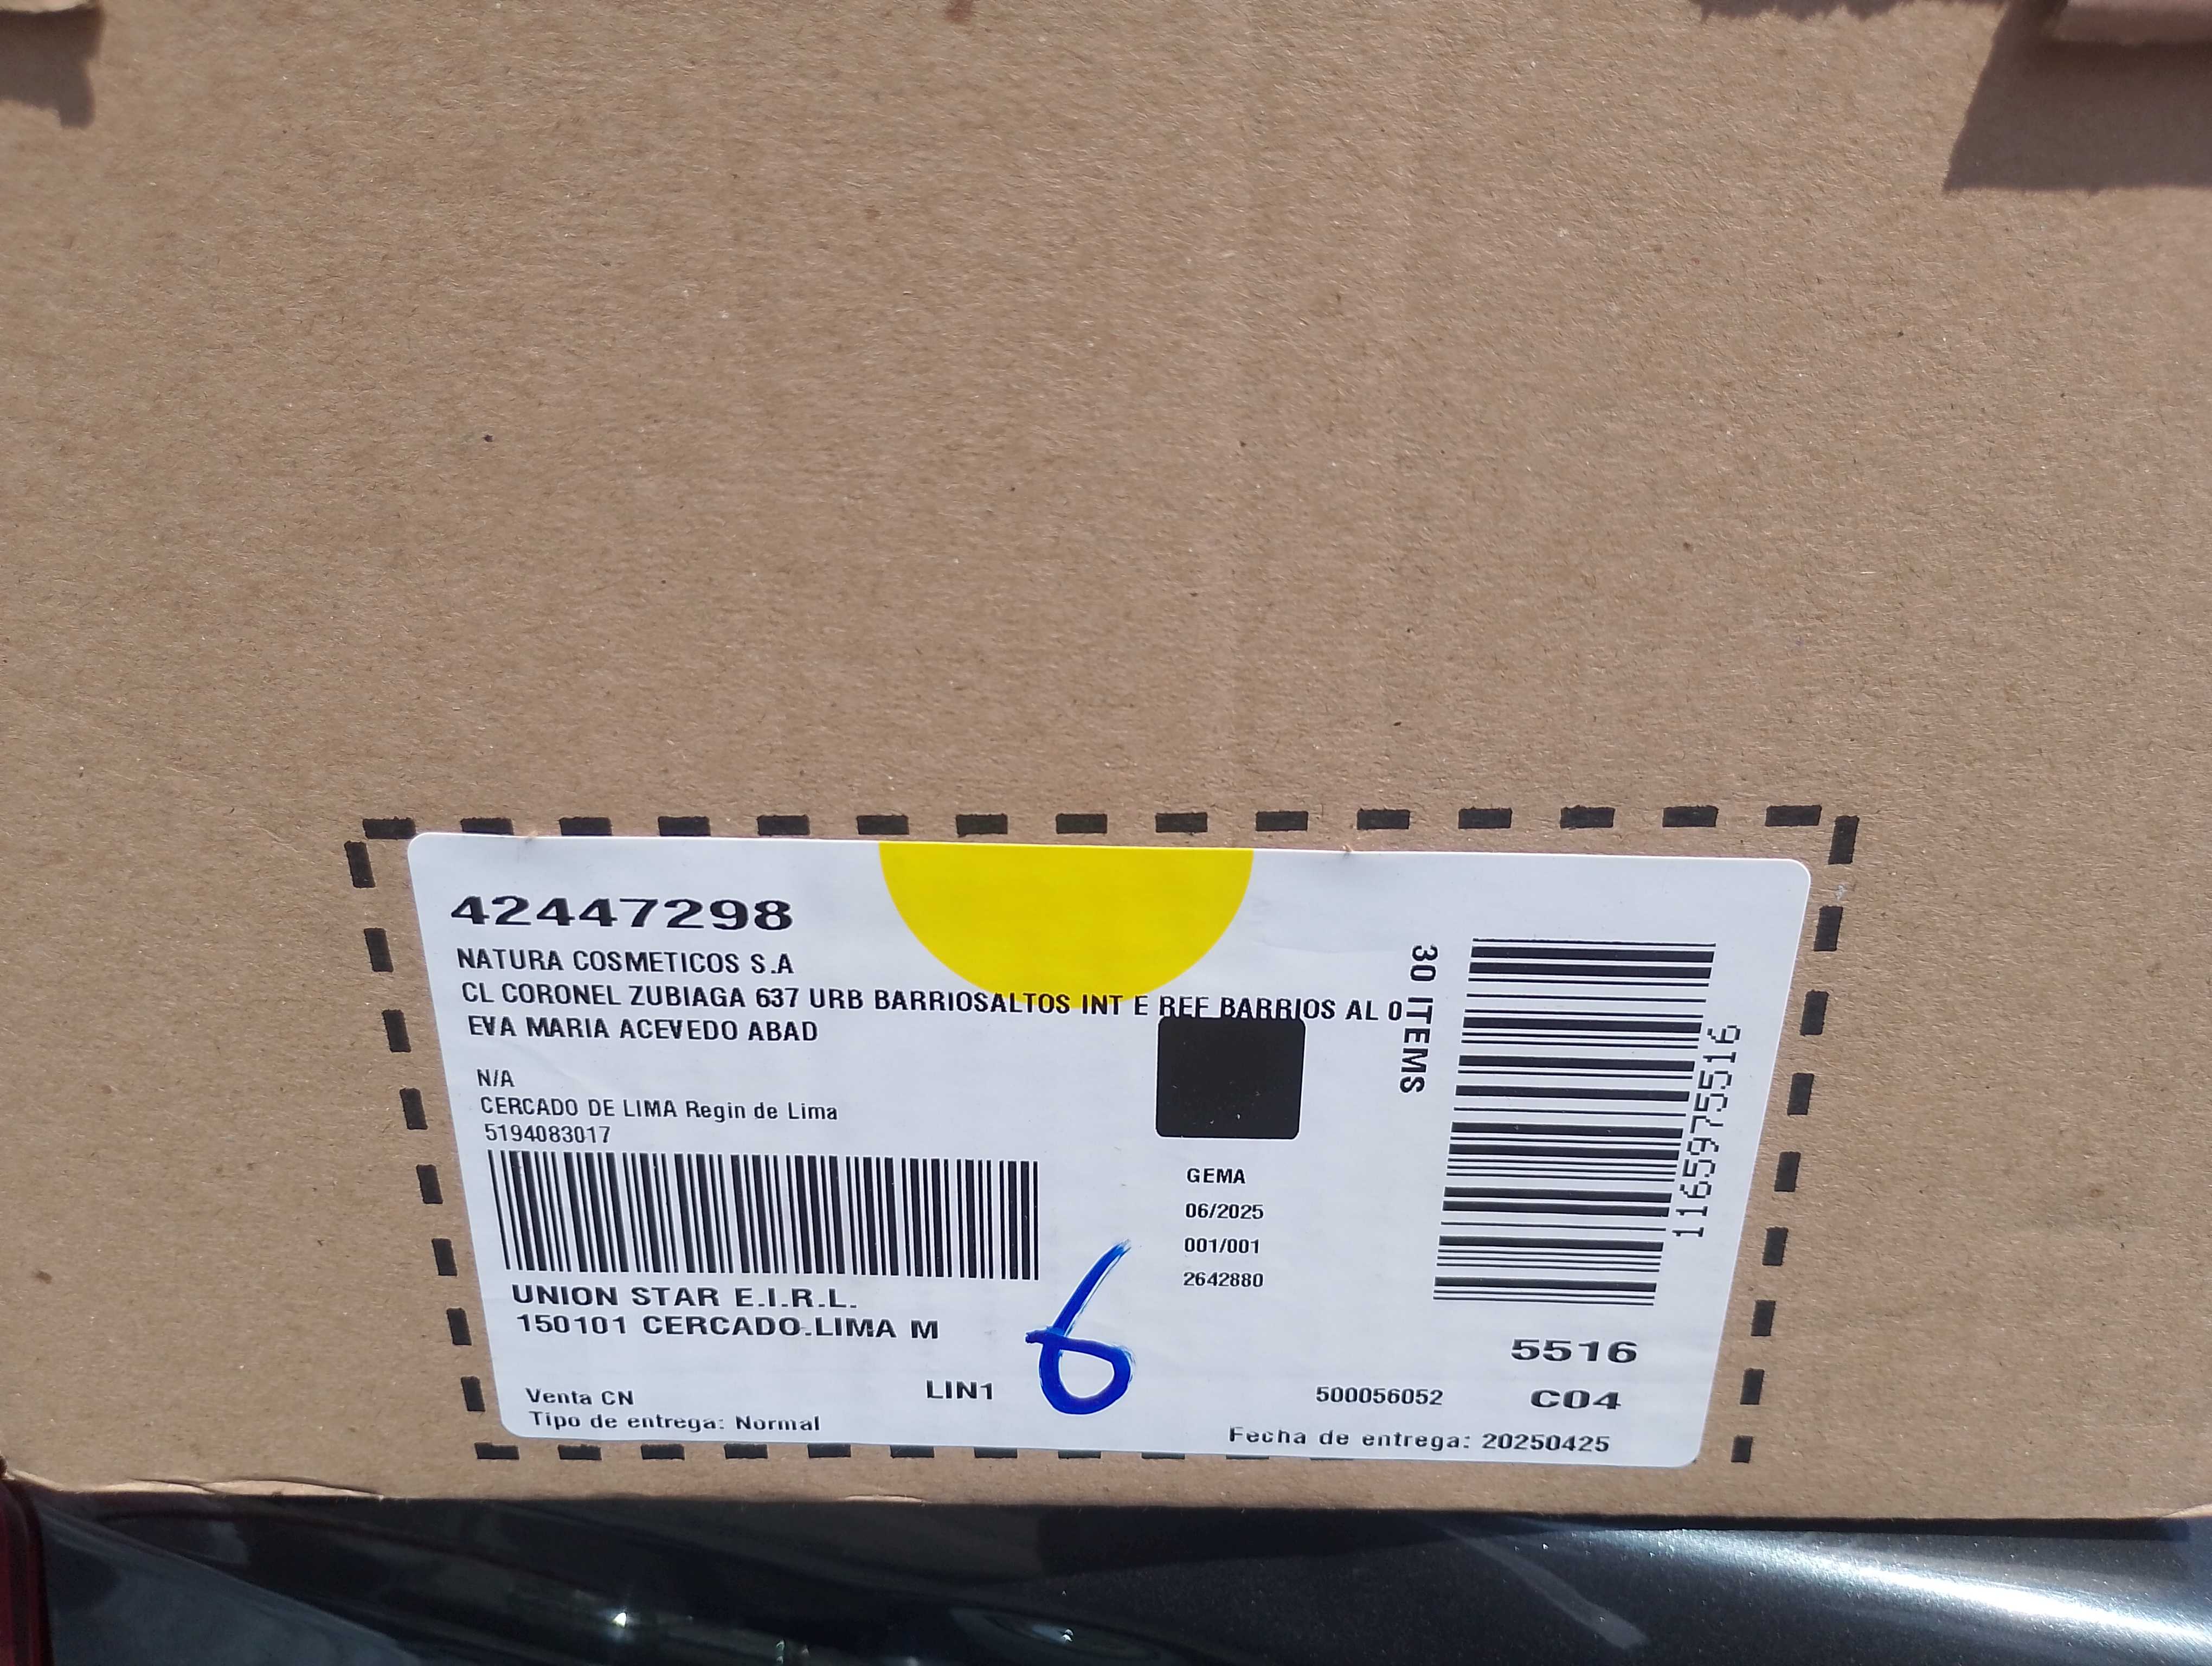 42447298
NATURA COSMETICOS S.A
CL CORONEL ZUBIAGA 637 URB BARRIOSALTOS INT E REF BARRIOS AL 0
EVA MARIA ACEVEDO ABAD
N/A
CERCADO DE LIMA Regin de Lima
5194083017
UNION STAR E.I.R.L.
150101 CERCADO.LIMA M
Venta CN
Tipo de entrega: Normal
LIN1
6
GEMA
06/2025
001/001
2642880
30 ITEMS
11659755516
5516
500056052 C04
Fecha de entrega: 20250425